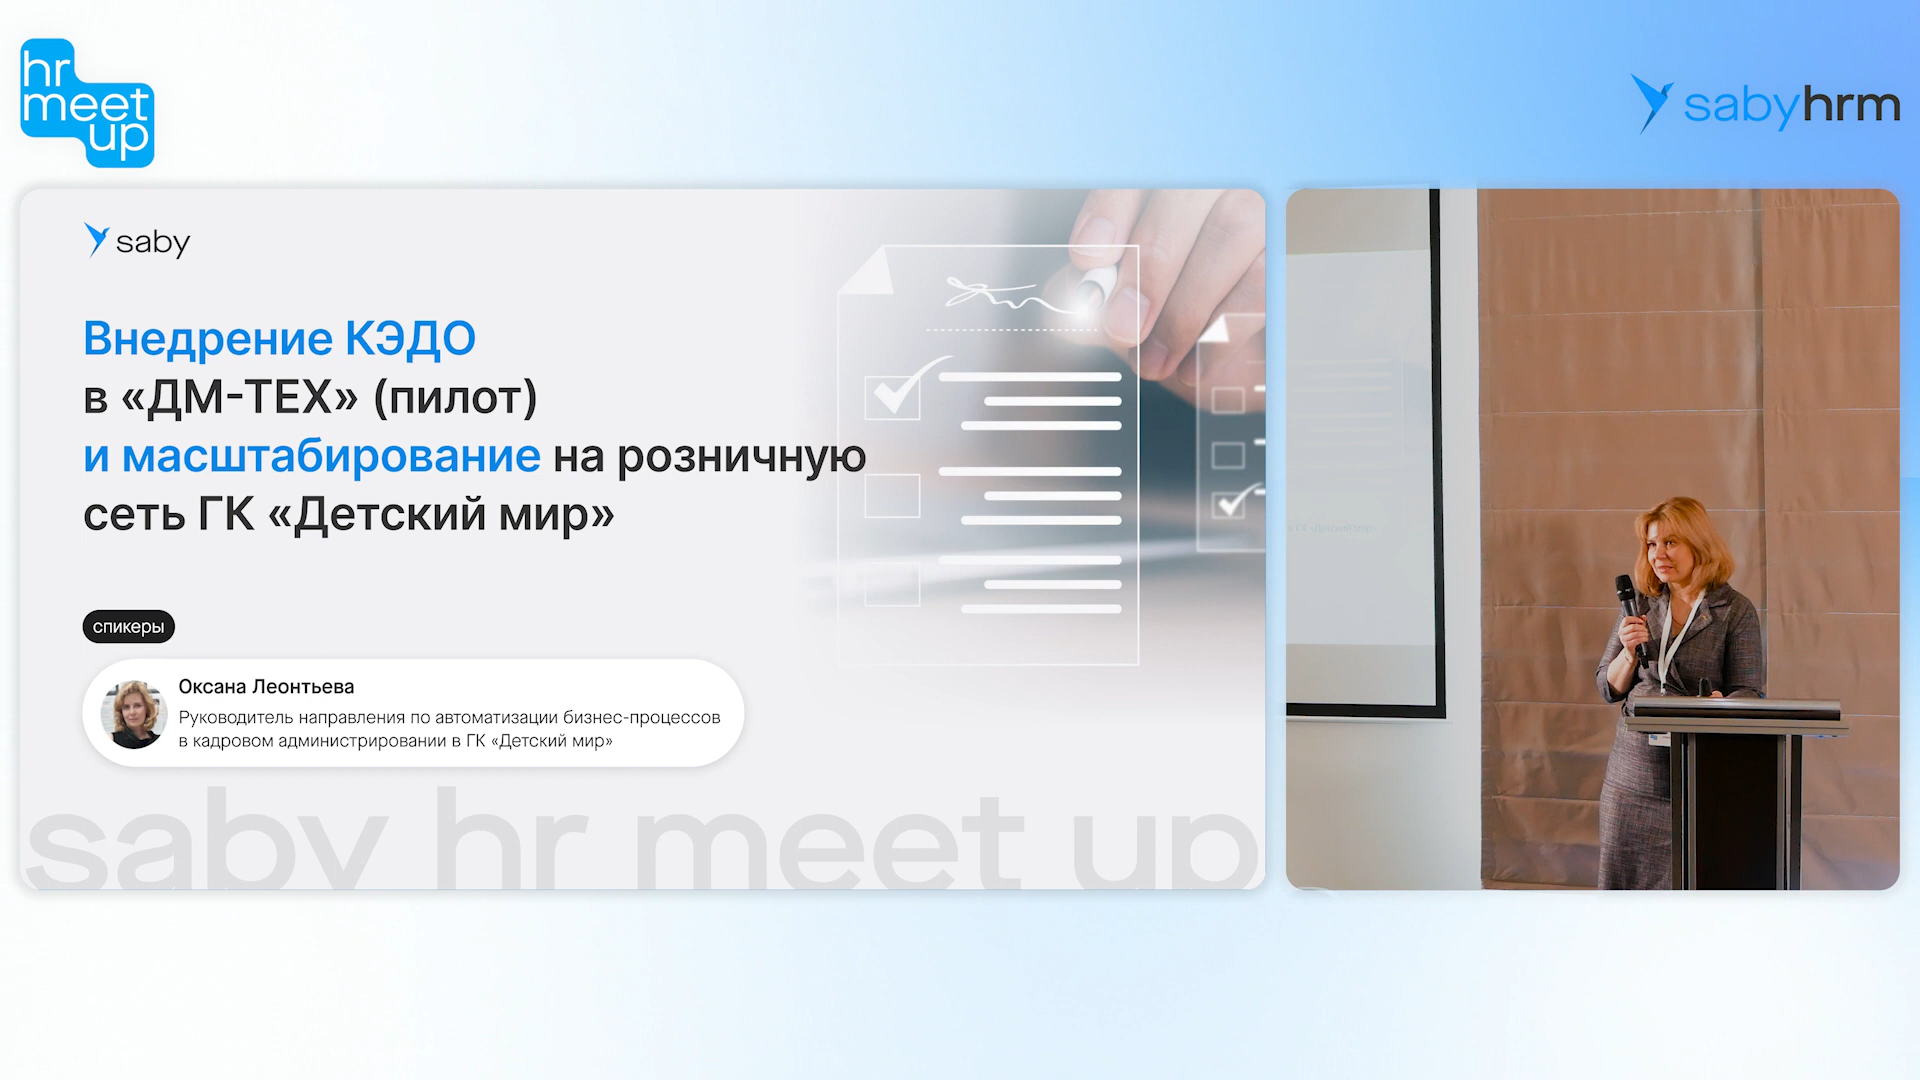 hr
meet
up
sabyhrm
saby
Внедрение КЭДО
в «ДМ-ТЕХ» (пилот)
и масштабирование на розничную
сеть ГК «Детский мир»
спикеры
Оксана Леонтьева
Руководитель направления по автоматизации бизнес-процессов
в кадровом администрировании в ГК «Детский мир»
saby hr meet up